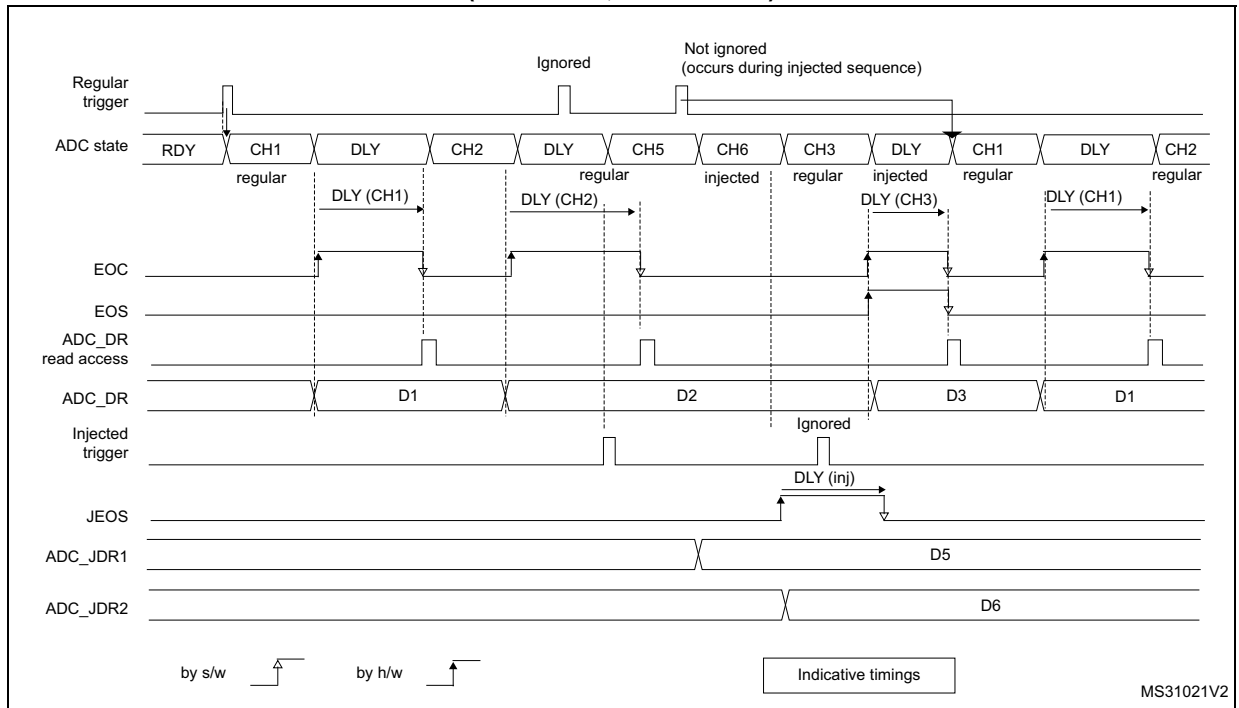 Regular
trigger
Ignored
Not ignored
(occurs during injected sequence)
ADC state
RDY
CH1
DLY
CH2
DLY
CH5
CH6
CH3
DLY
CH1
DLY
CH2
regular
regular
injected
regular
injected
regular
regular
DLY (CH1)
DLY (CH2)
DLY (CH3)
DLY (CH1)
EOC
EOS
ADC_DR
read access
ADC_DR
D1
D2
D3
D1
Injected
trigger
Ignored
DLY (inj)
JEOS
ADC_JDR1
D5
ADC_JDR2
D6
by s/w
by h/w
Indicative timings
MS31021V2